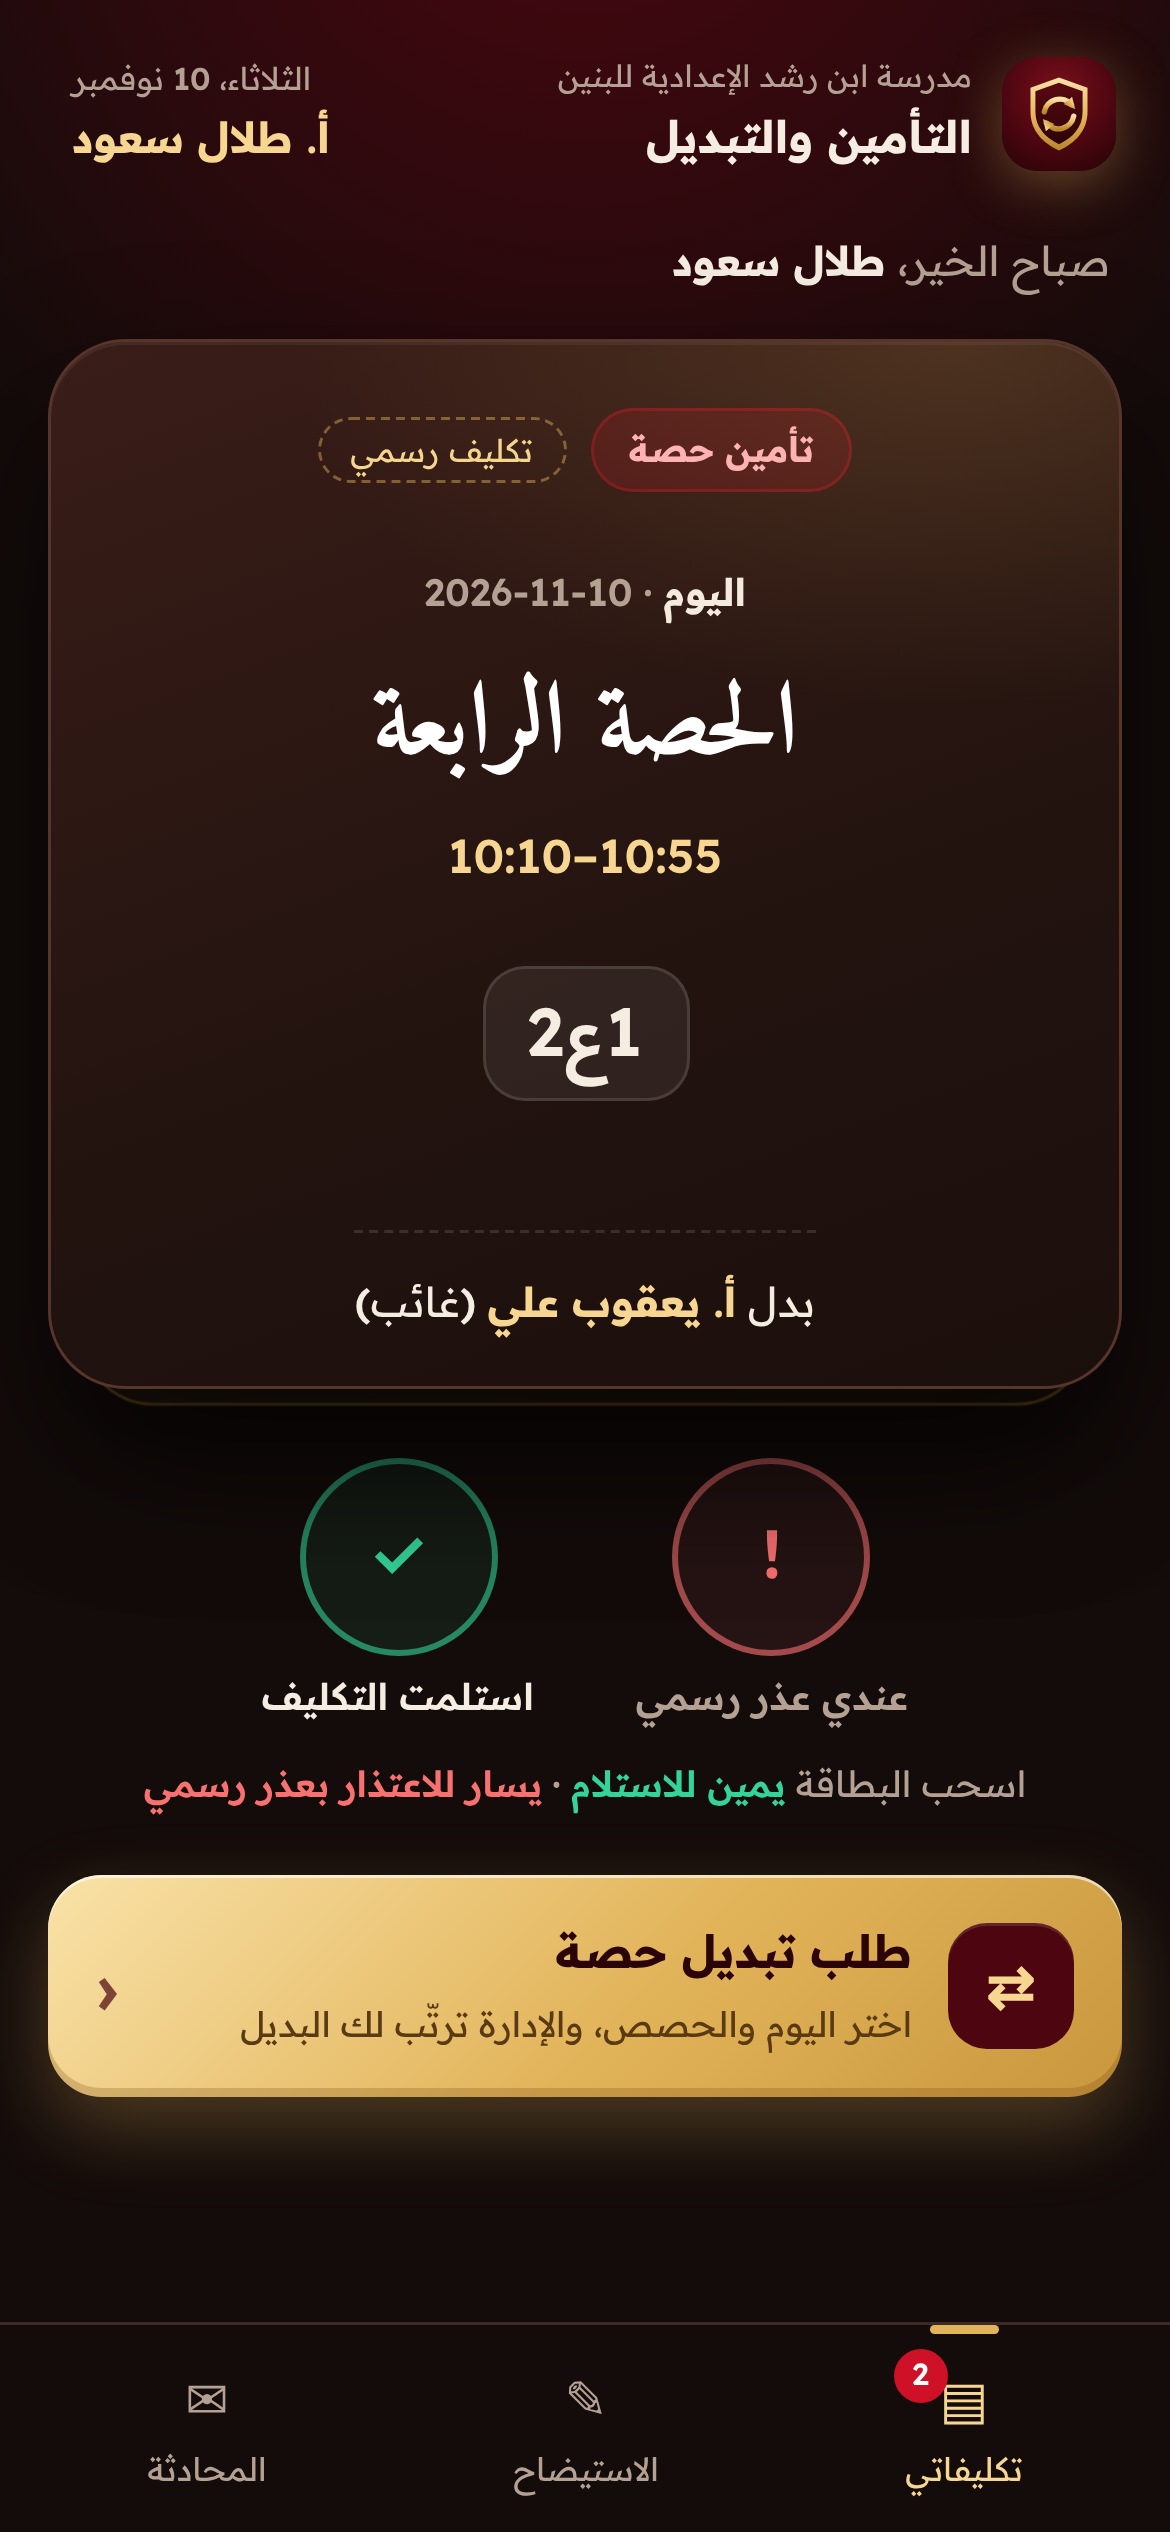 مدرسة ابن رشد الإعدادية للبنين
التأمين والتبديل
الثلاثاء، 10 نوفمبر
أ. طلال سعود
صباح الخير، طلال سعود
تأمين حصة
تكليف رسمي
اليوم · 2026-11-10
الحصة الرابعة
10:10–10:55
1ع2
بدل أ. يعقوب علي (غائب)
!
عندي عذر رسمي
✓
استلمت التكليف
اسحب البطاقة يمين للاستلام · يسار للاعتذار بعذر رسمي
طلب تبديل حصة
اختر اليوم والحصص، والإدارة ترتّب لك البديل
2
تكليفاتي
الاستيضاح
المحادثة